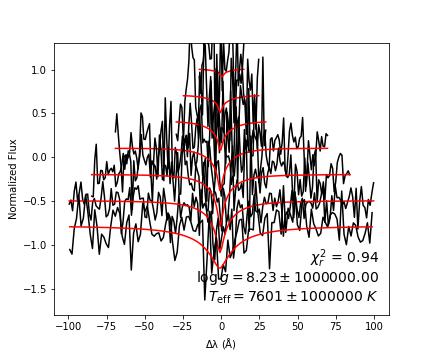 1.0
0.5
0.0
−0.5
−1.0
−1.5
Normalized Flux
χ²ᵣ = 0.94
log g = 8.23 ± 1000000.00
T_eff = 7601 ± 1000000 K
−100 −75 −50 −25 0 25 50 75 100
Δλ (Å)